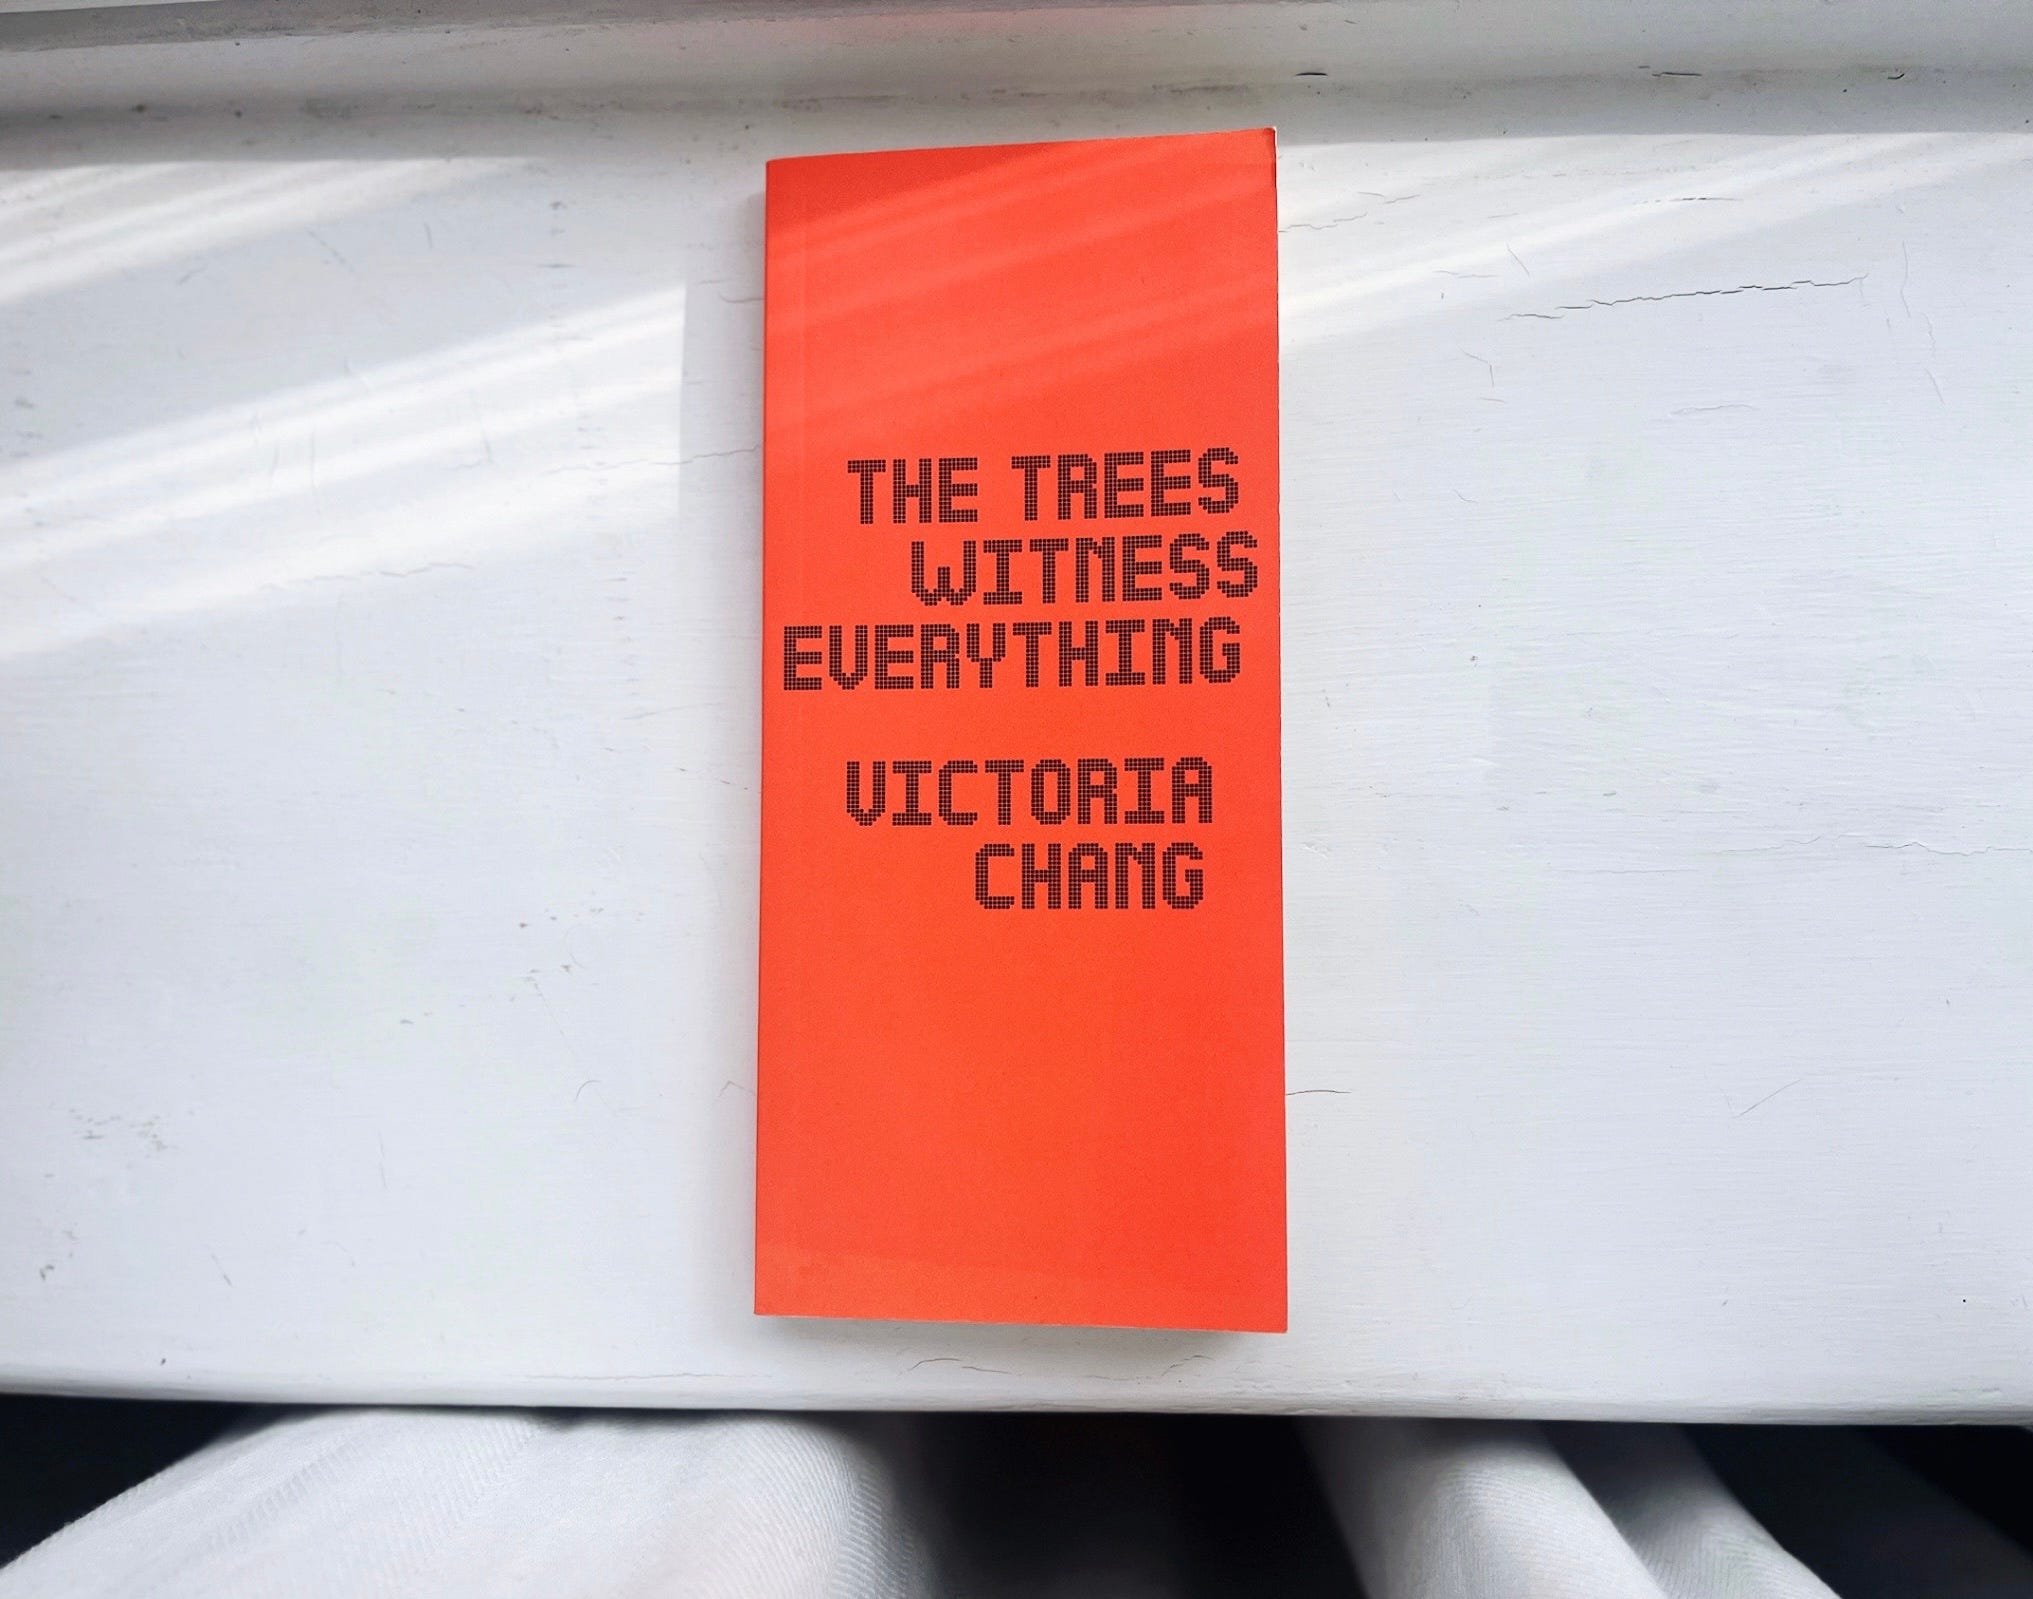 THE TREES
WITNESS
EVERYTHING
VICTORIA
CHANG